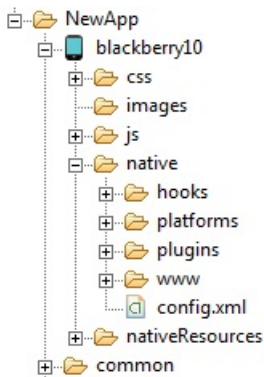 NewApp
blackberry10
css
images
js
native
hooks
platforms
plugins
www
config.xml
nativeResources
common